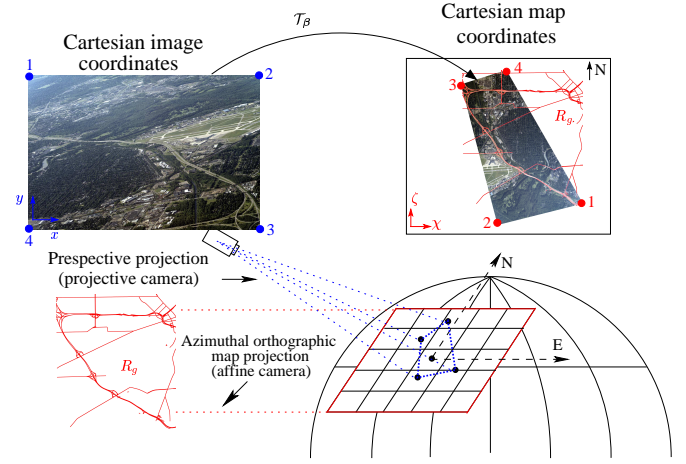 𝒯β
Cartesian image
coordinates
Cartesian map
coordinates
1
2
4
3
y
x
4
3
N
R_g
ζ
χ
2
1
Prespective projection
(projective camera)
N
E
Azimuthal orthographic
map projection
(affine camera)
R_g